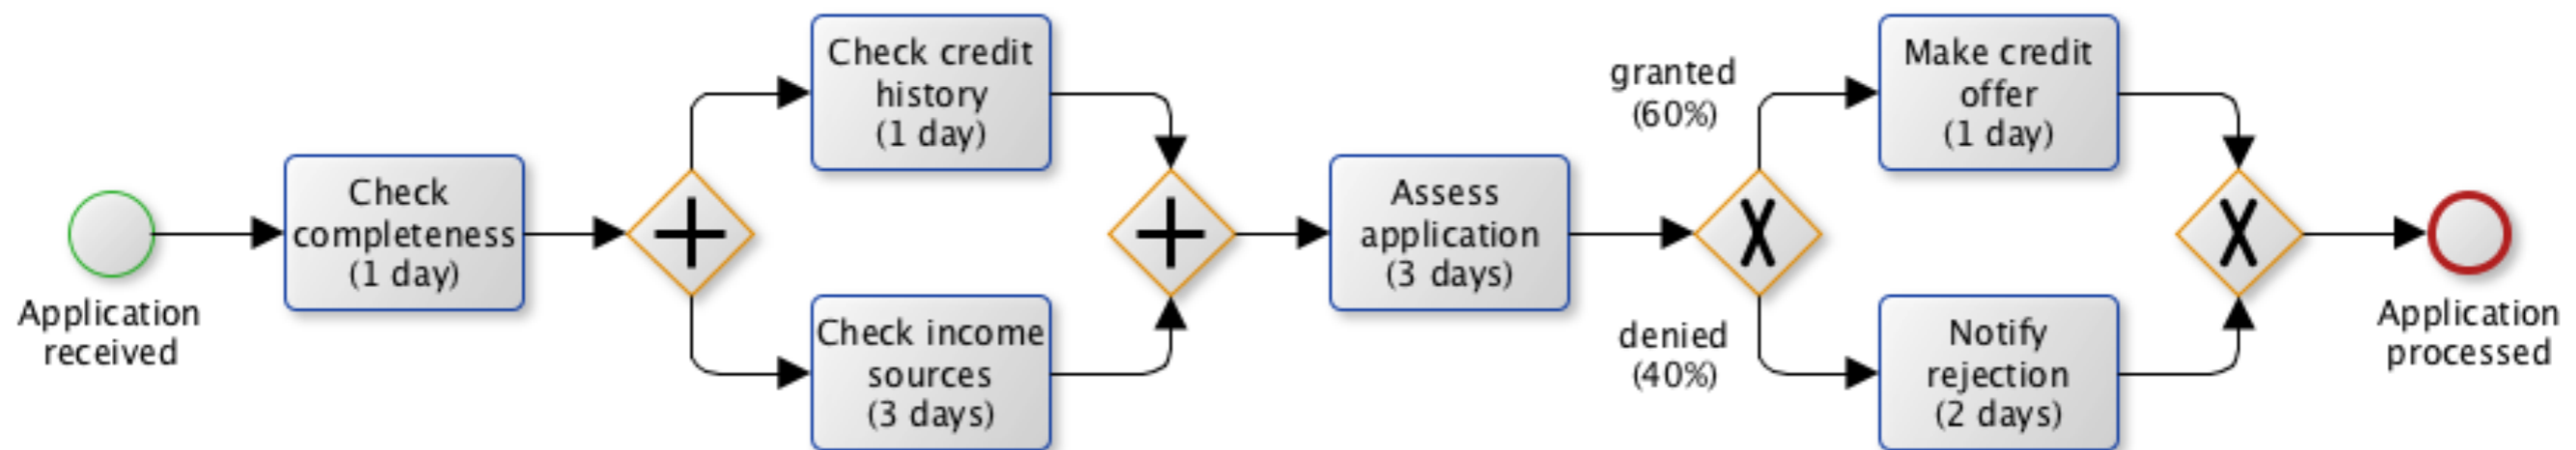 Application
received
Check
completeness
(1 day)
Check credit
history
(1 day)
Check income
sources
(3 days)
Assess
application
(3 days)
granted
(60%)
denied
(40%)
Make credit
offer
(1 day)
Notify
rejection
(2 days)
Application
processed